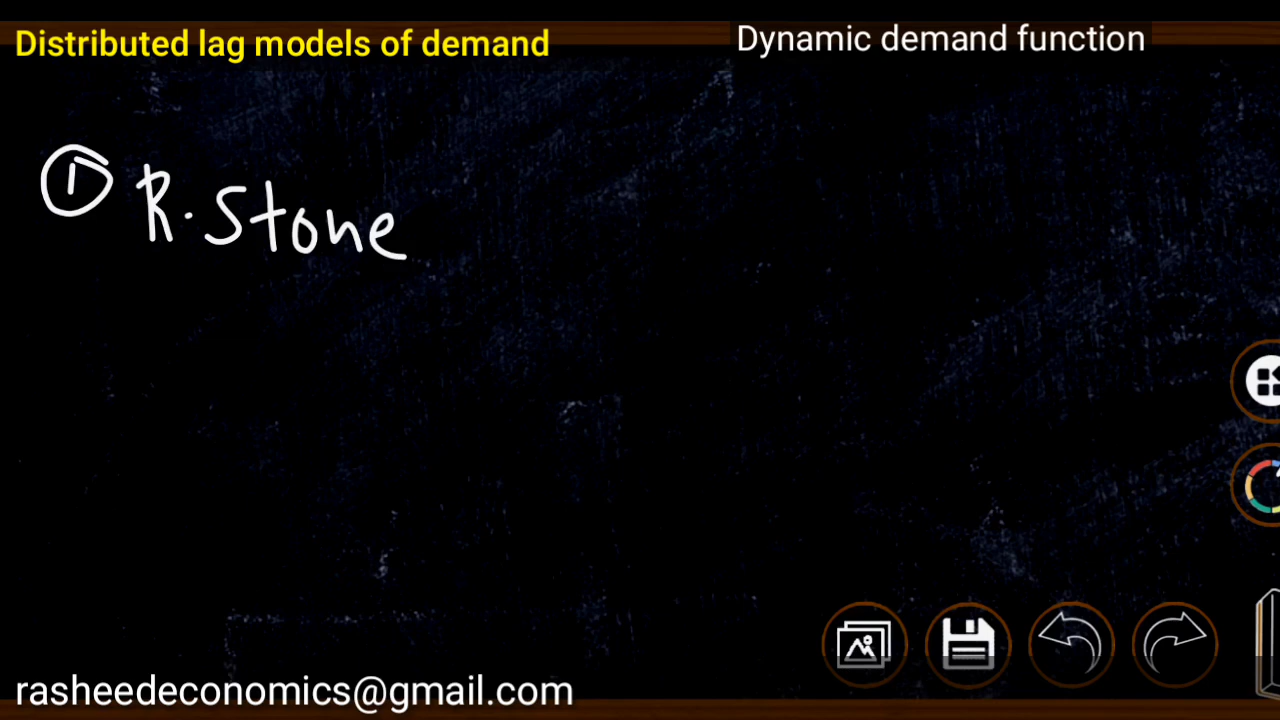 Distributed lag models of demand
Dynamic demand function
① R. Stone
rasheedeconomics@gmail.com